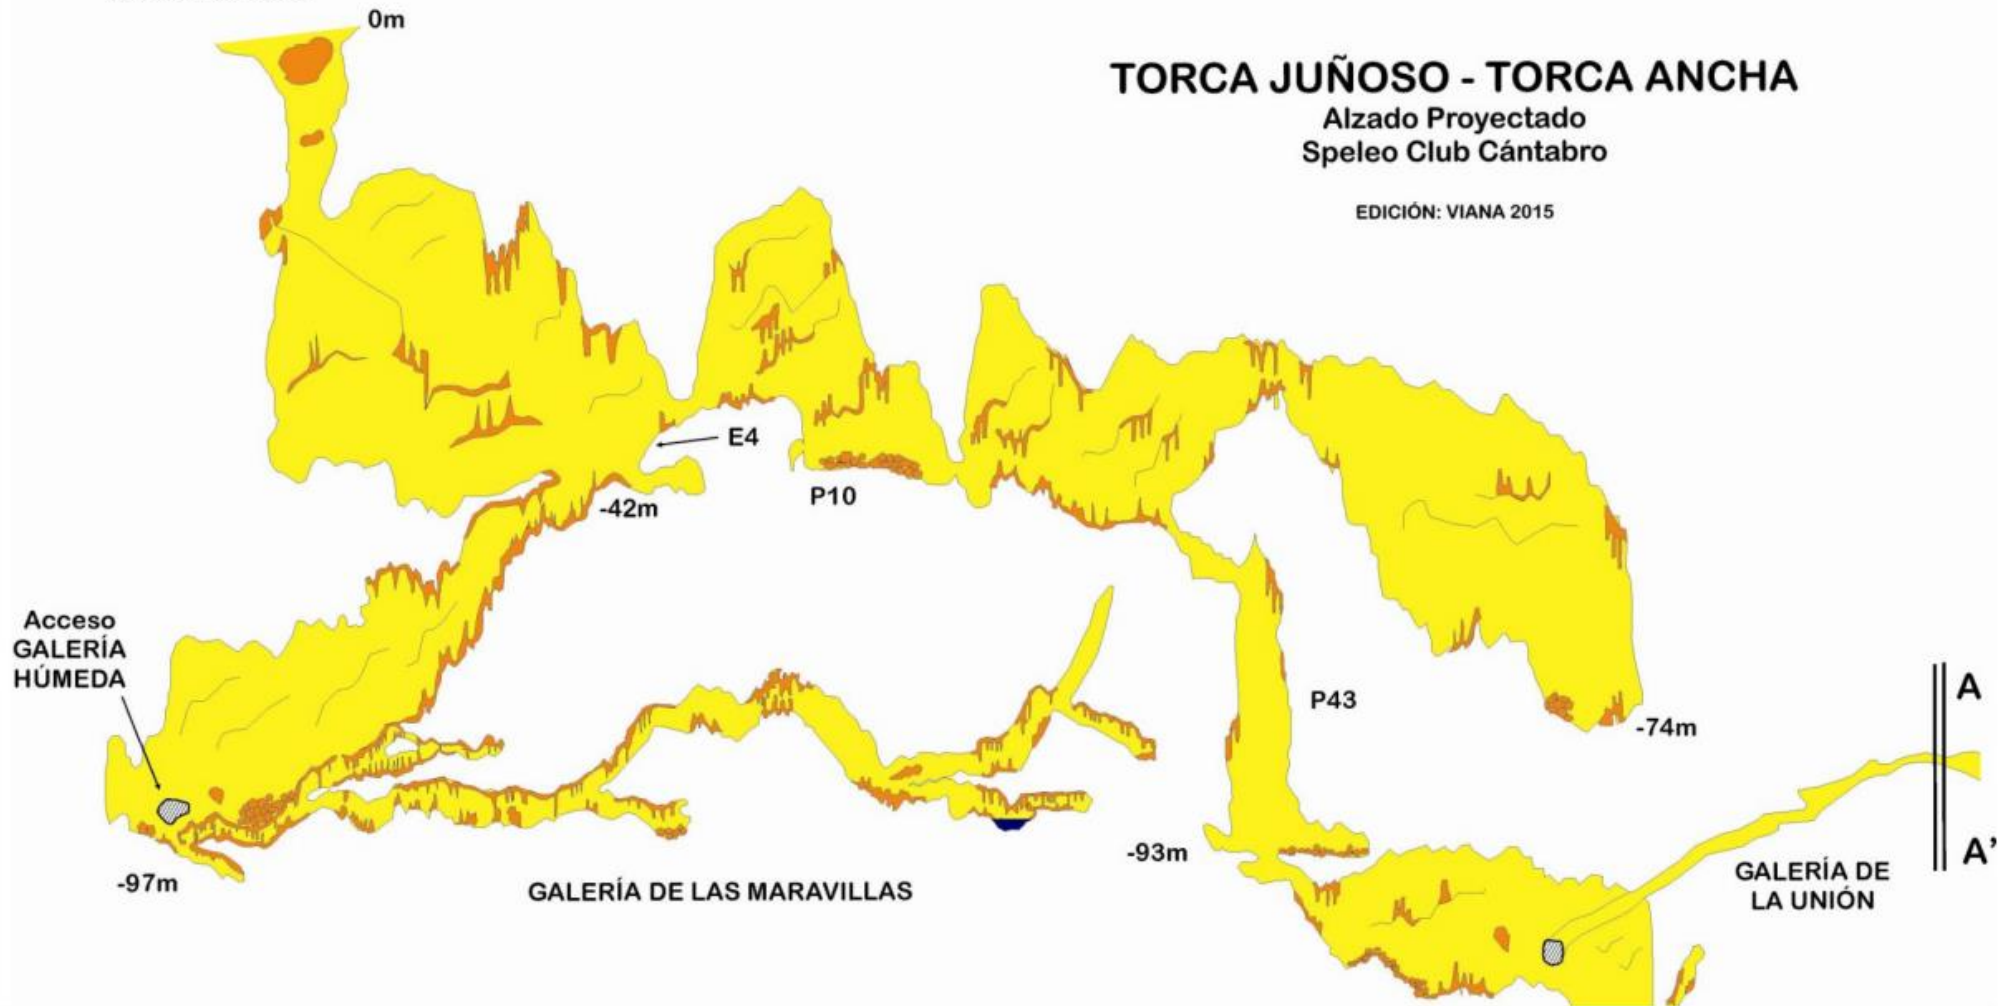 0m
TORCA JUÑOSO - TORCA ANCHA
Alzado Proyectado
Speleo Club Cántabro
EDICIÓN: VIANA 2015
E4
P10
-42m
Acceso
GALERÍA
HÚMEDA
P43
-74m
A
-93m
A'
-97m
GALERÍA DE LAS MARAVILLAS
GALERÍA DE
LA UNIÓN